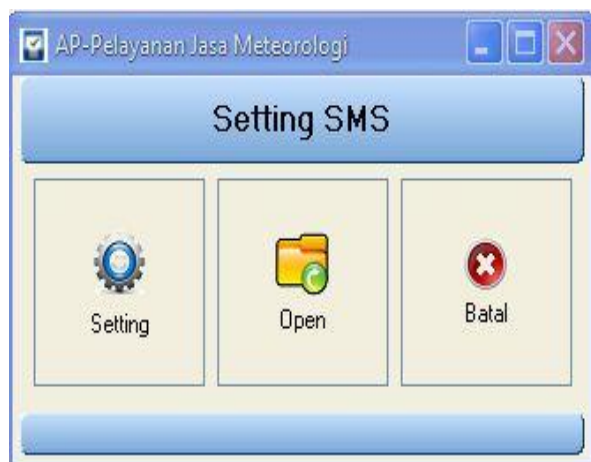 AP-Pelayanan Jasa Meteorologi
Setting SMS
Setting
Open
Batal